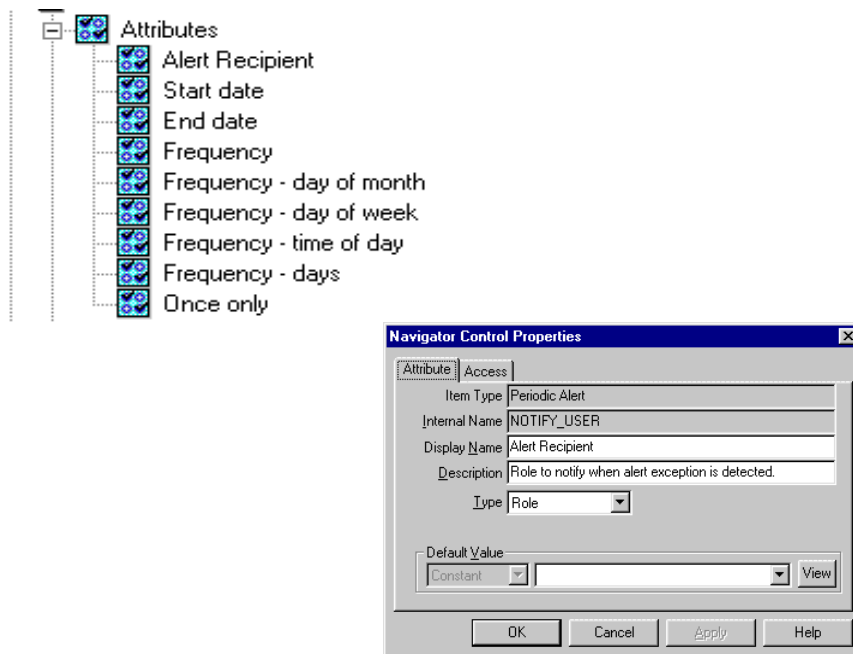 Attributes
Alert Recipient
Start date
End date
Frequency
Frequency - day of month
Frequency - day of week
Frequency - time of day
Frequency - days
Once only
Navigator Control Properties
Attribute Access
Item Type Periodic Alert
Internal Name NOTIFY_USER
Display Name Alert Recipient
Description Role to notify when alert exception is detected.
Type Role
Default Value
Constant View
OK Cancel Apply Help